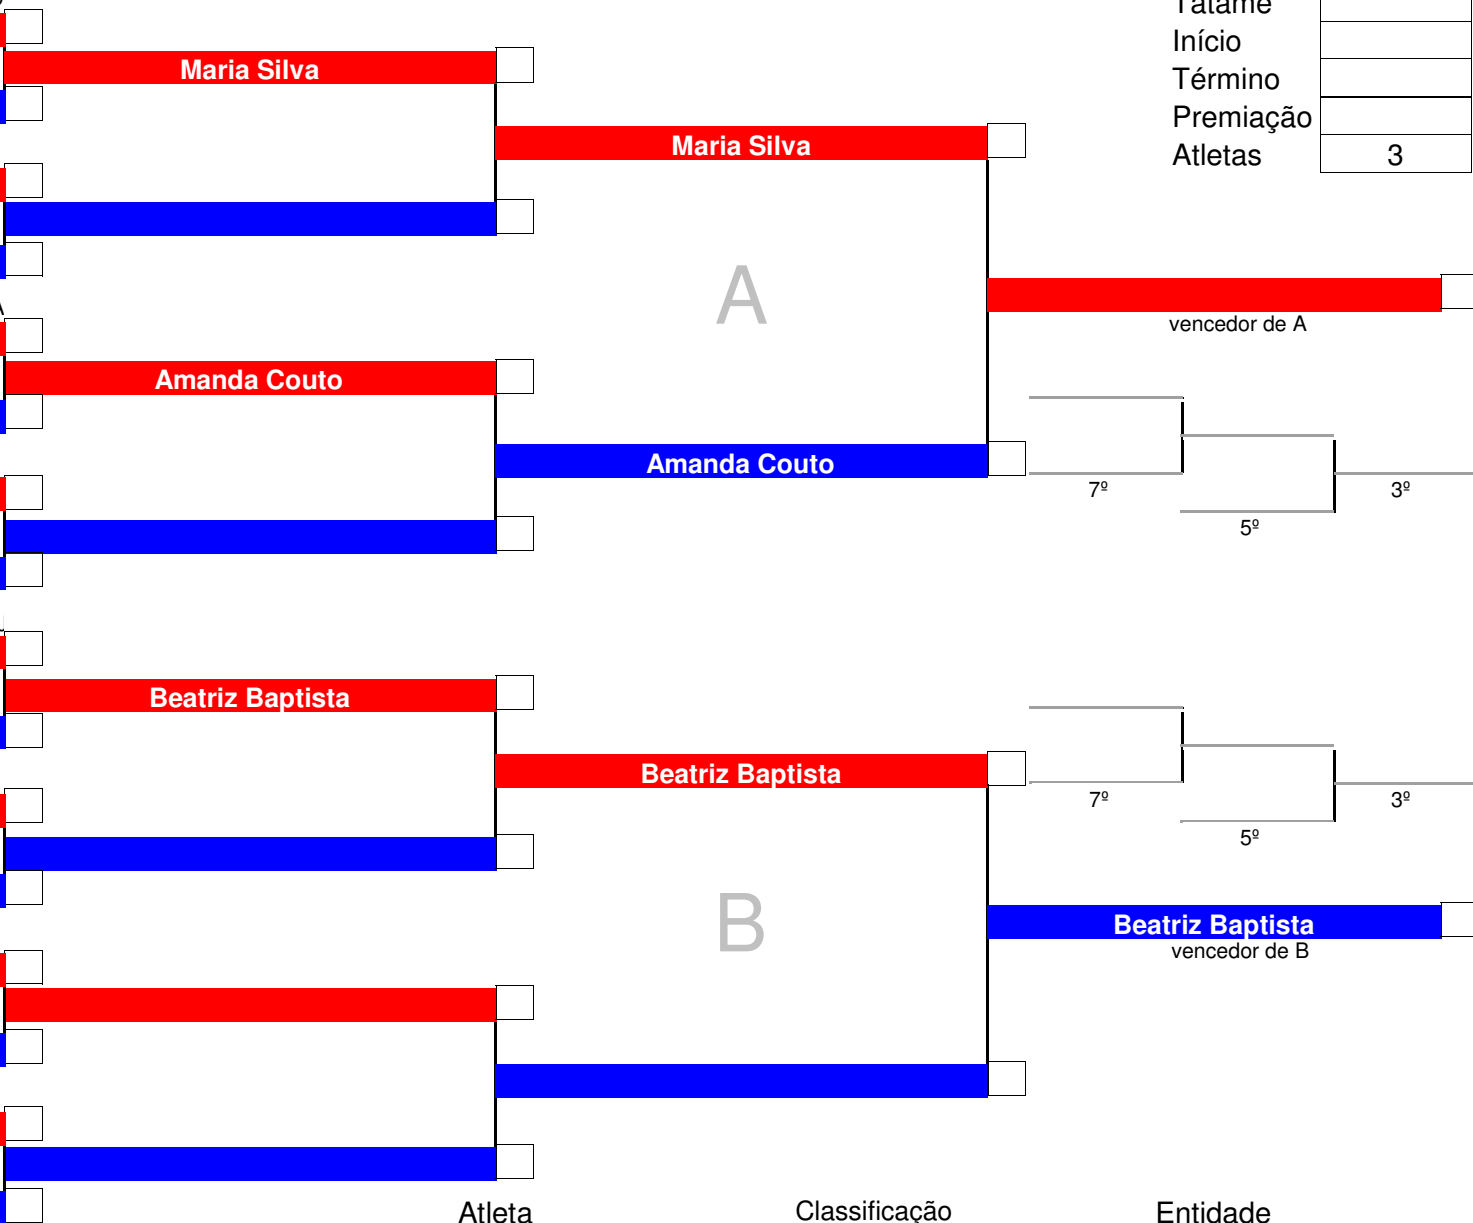 Tatame
Início
Maria Silva
Término
Premiação
Maria Silva
Atletas 3
A
vencedor de A
Amanda Couto
Amanda Couto
7º
3º
5º
Beatriz Baptista
Beatriz Baptista
7º
3º
5º
B
Beatriz Baptista
vencedor de B
Atleta Classificação Entidade